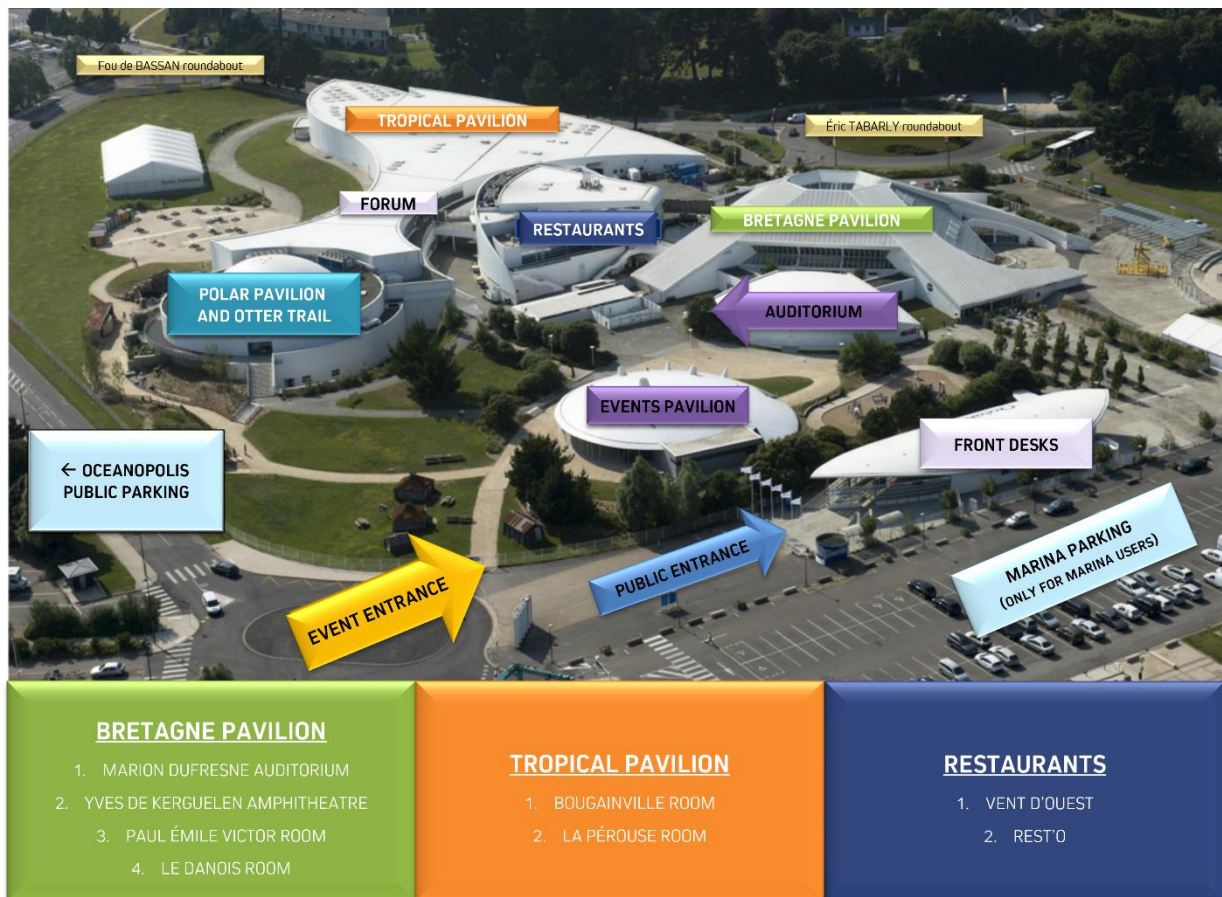 Fou de BASSAN roundabout
TROPICAL PAVILION
Éric TABARLY roundabout
FORUM
RESTAURANTS
BRETAGNE PAVILION
POLAR PAVILION
AND OTTER TRAIL
AUDITORIUM
EVENTS PAVILION
← OCEANOPOLIS
PUBLIC PARKING
FRONT DESKS
EVENT ENTRANCE
PUBLIC ENTRANCE
MARINA PARKING
(ONLY FOR MARINA USERS)
BRETAGNE PAVILION
1. MARION DUFRESNE AUDITORIUM
2. YVES DE KERGUELEN AMPHITHEATRE
3. PAUL ÉMILE VICTOR ROOM
4. LE DANOIS ROOM
TROPICAL PAVILION
1. BOUGAINVILLE ROOM
2. LA PÉROUSE ROOM
RESTAURANTS
1. VENT D'OUEST
2. REST'O